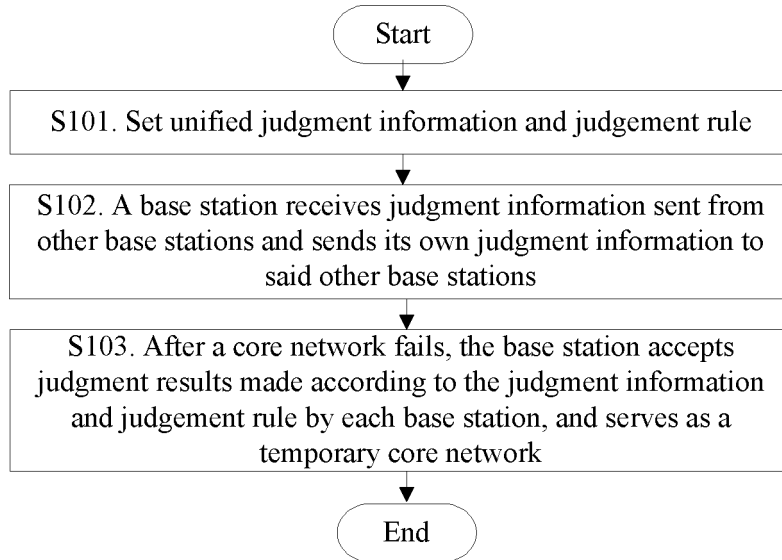 Start
S101. Set unified judgment information and judgement rule
S102. A base station receives judgment information sent from
other base stations and sends its own judgment information to
said other base stations
S103. After a core network fails, the base station accepts
judgment results made according to the judgment information
and judgement rule by each base station, and serves as a
temporary core network
End